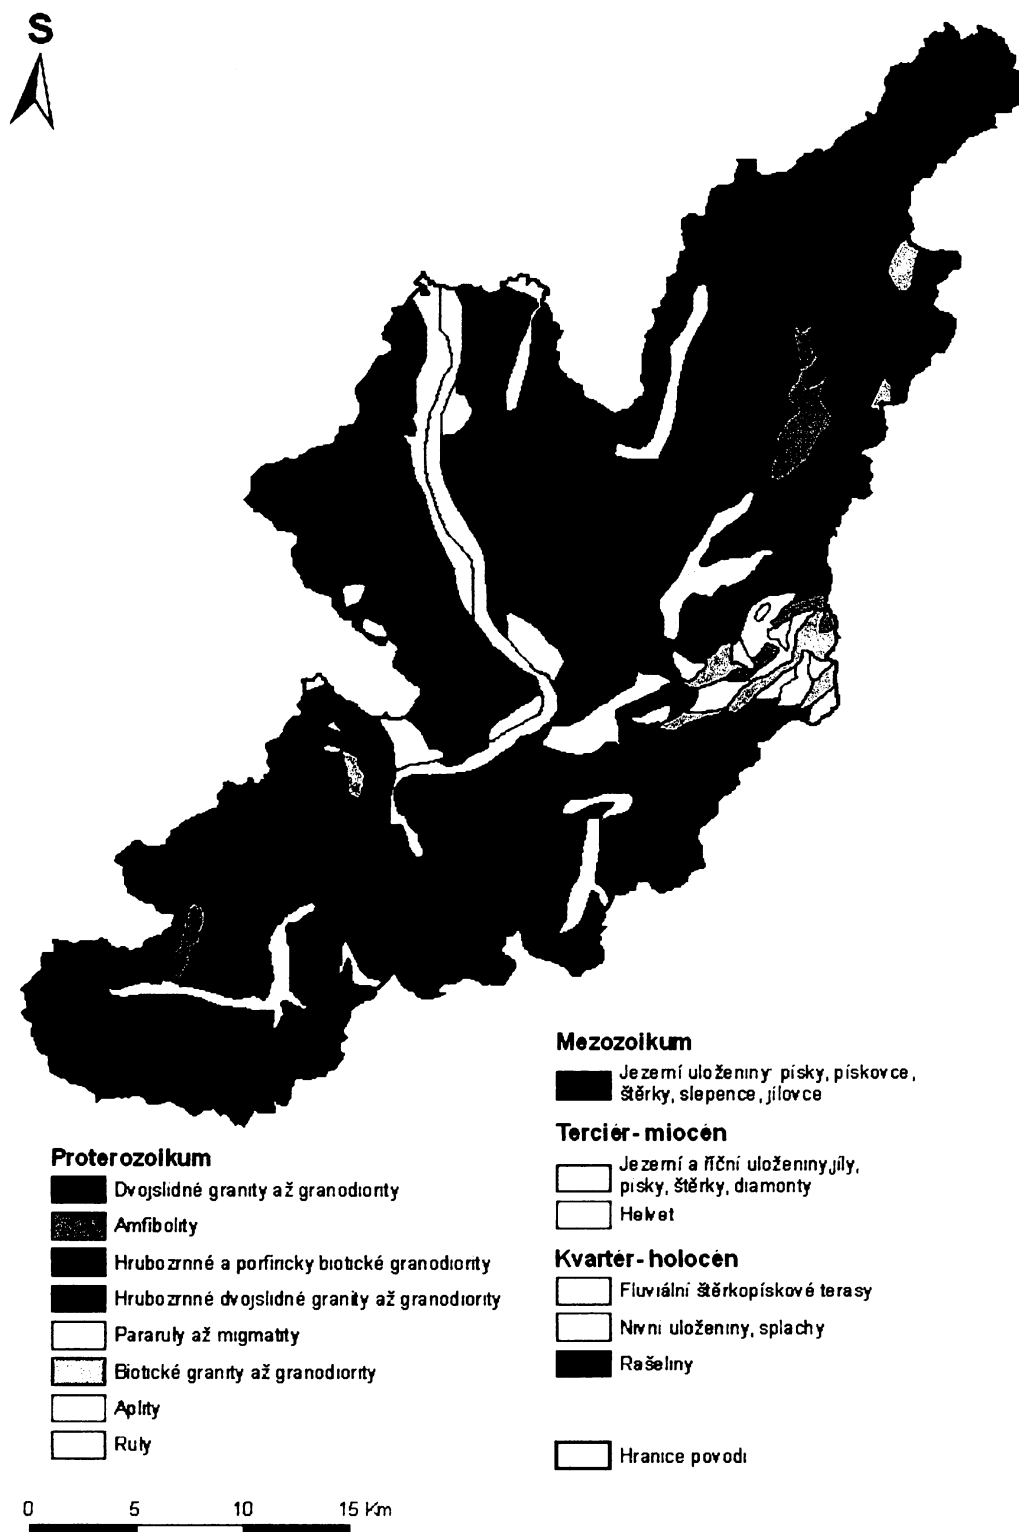 S
Mezozoikum
Jezerní uloženiny písky, pískovce,
štěrky, slepence, jílovce
Terciér - miocén
Jezerní a říční uloženiny,jíly,
písky, štěrky, diamonty
Helvet
Kvartér - holocén
Fluviální štěrkopískové terasy
Nivní uloženiny, splachy
Rašeliny
Hranice povodí
Proterozoikum
Dvojslídné granity až granodiority
Amfibolity
Hrubozrnné a porfiricky biotické granodiority
Hrubozrnné dvojslídné granity až granodiority
Pararuly až migmatity
Biotické granity až granodiority
Aplity
Ruly
0 5 10 15 Km